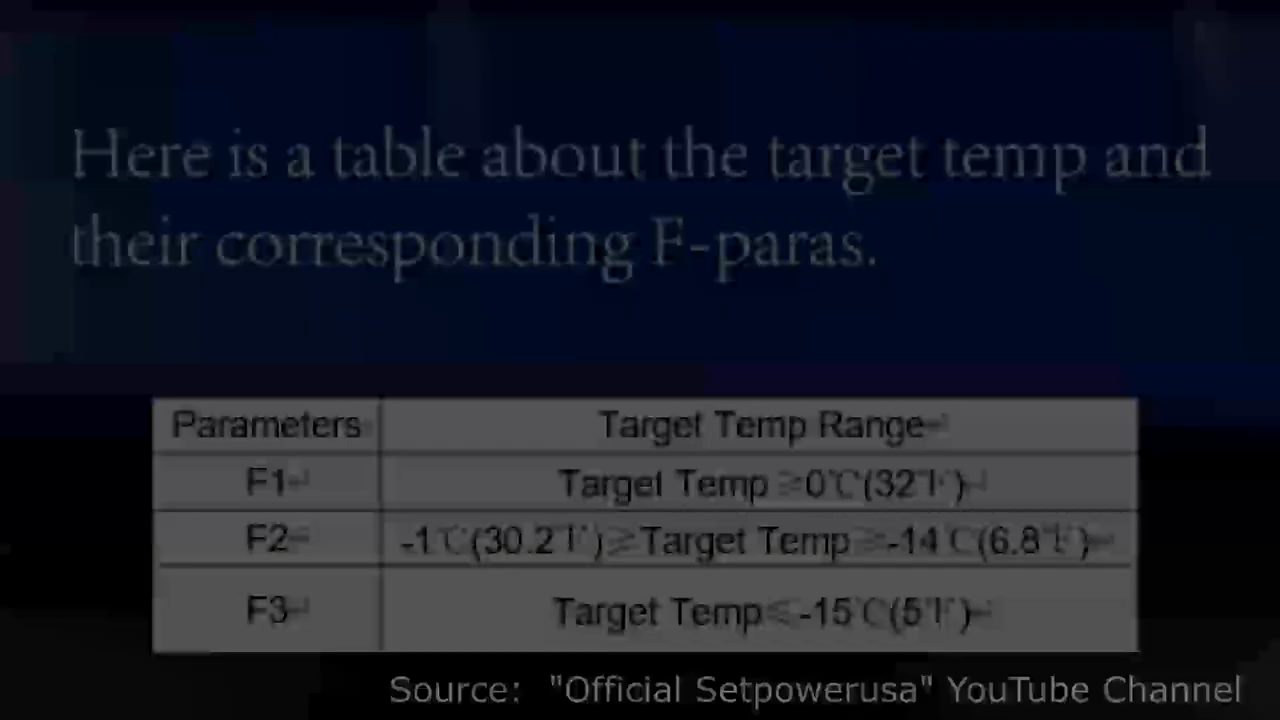 Here is a table about the target temp and
their corresponding F-paras.
Parameters Target Temp Range↵
F1↵ Target Temp ≥0℃(32℉)↵
F2↵ -1℃(30.2℉)≥Target Temp ≥-14℃(6.8℉)↵
F3↵ Target Temp≤-15℃(5℉)↵
Source: "Official Setpowerusa" YouTube Channel